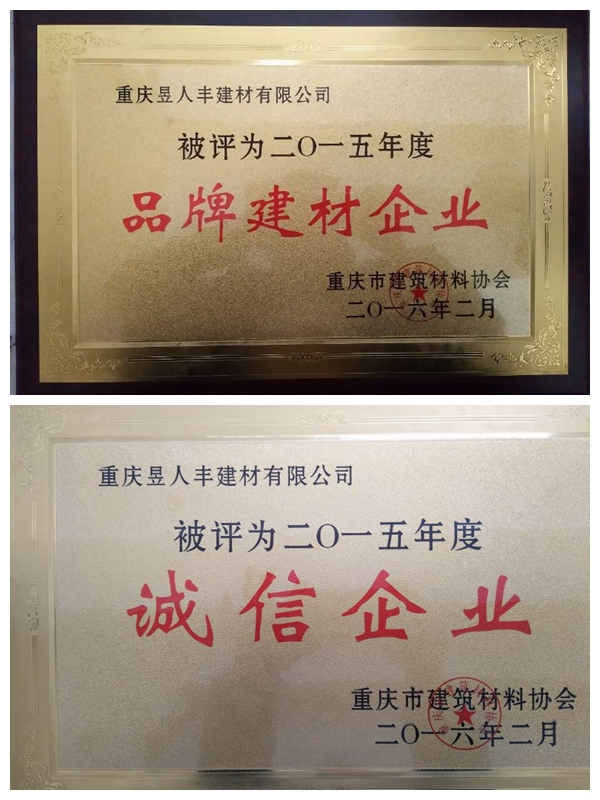 重庆昱人丰建材有限公司
被评为二〇一五年度
品牌建材企业
重庆市建筑材料协会
二〇一六年二月
重庆昱人丰建材有限公司
被评为二〇一五年度
诚信企业
重庆市建筑材料协会
二〇一六年二月